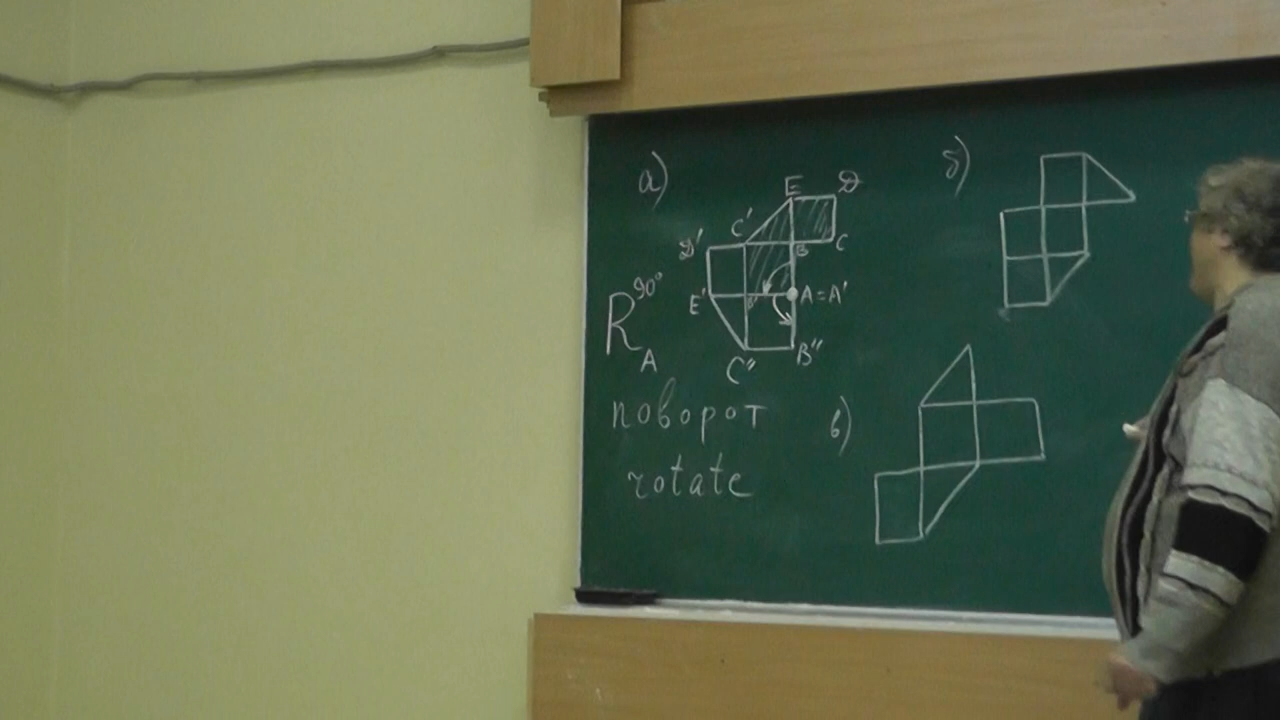 а)
E D
C' B C
D'
E' B' A=A'
C" B"
R 90° A
поворот
rotate
б)
в)